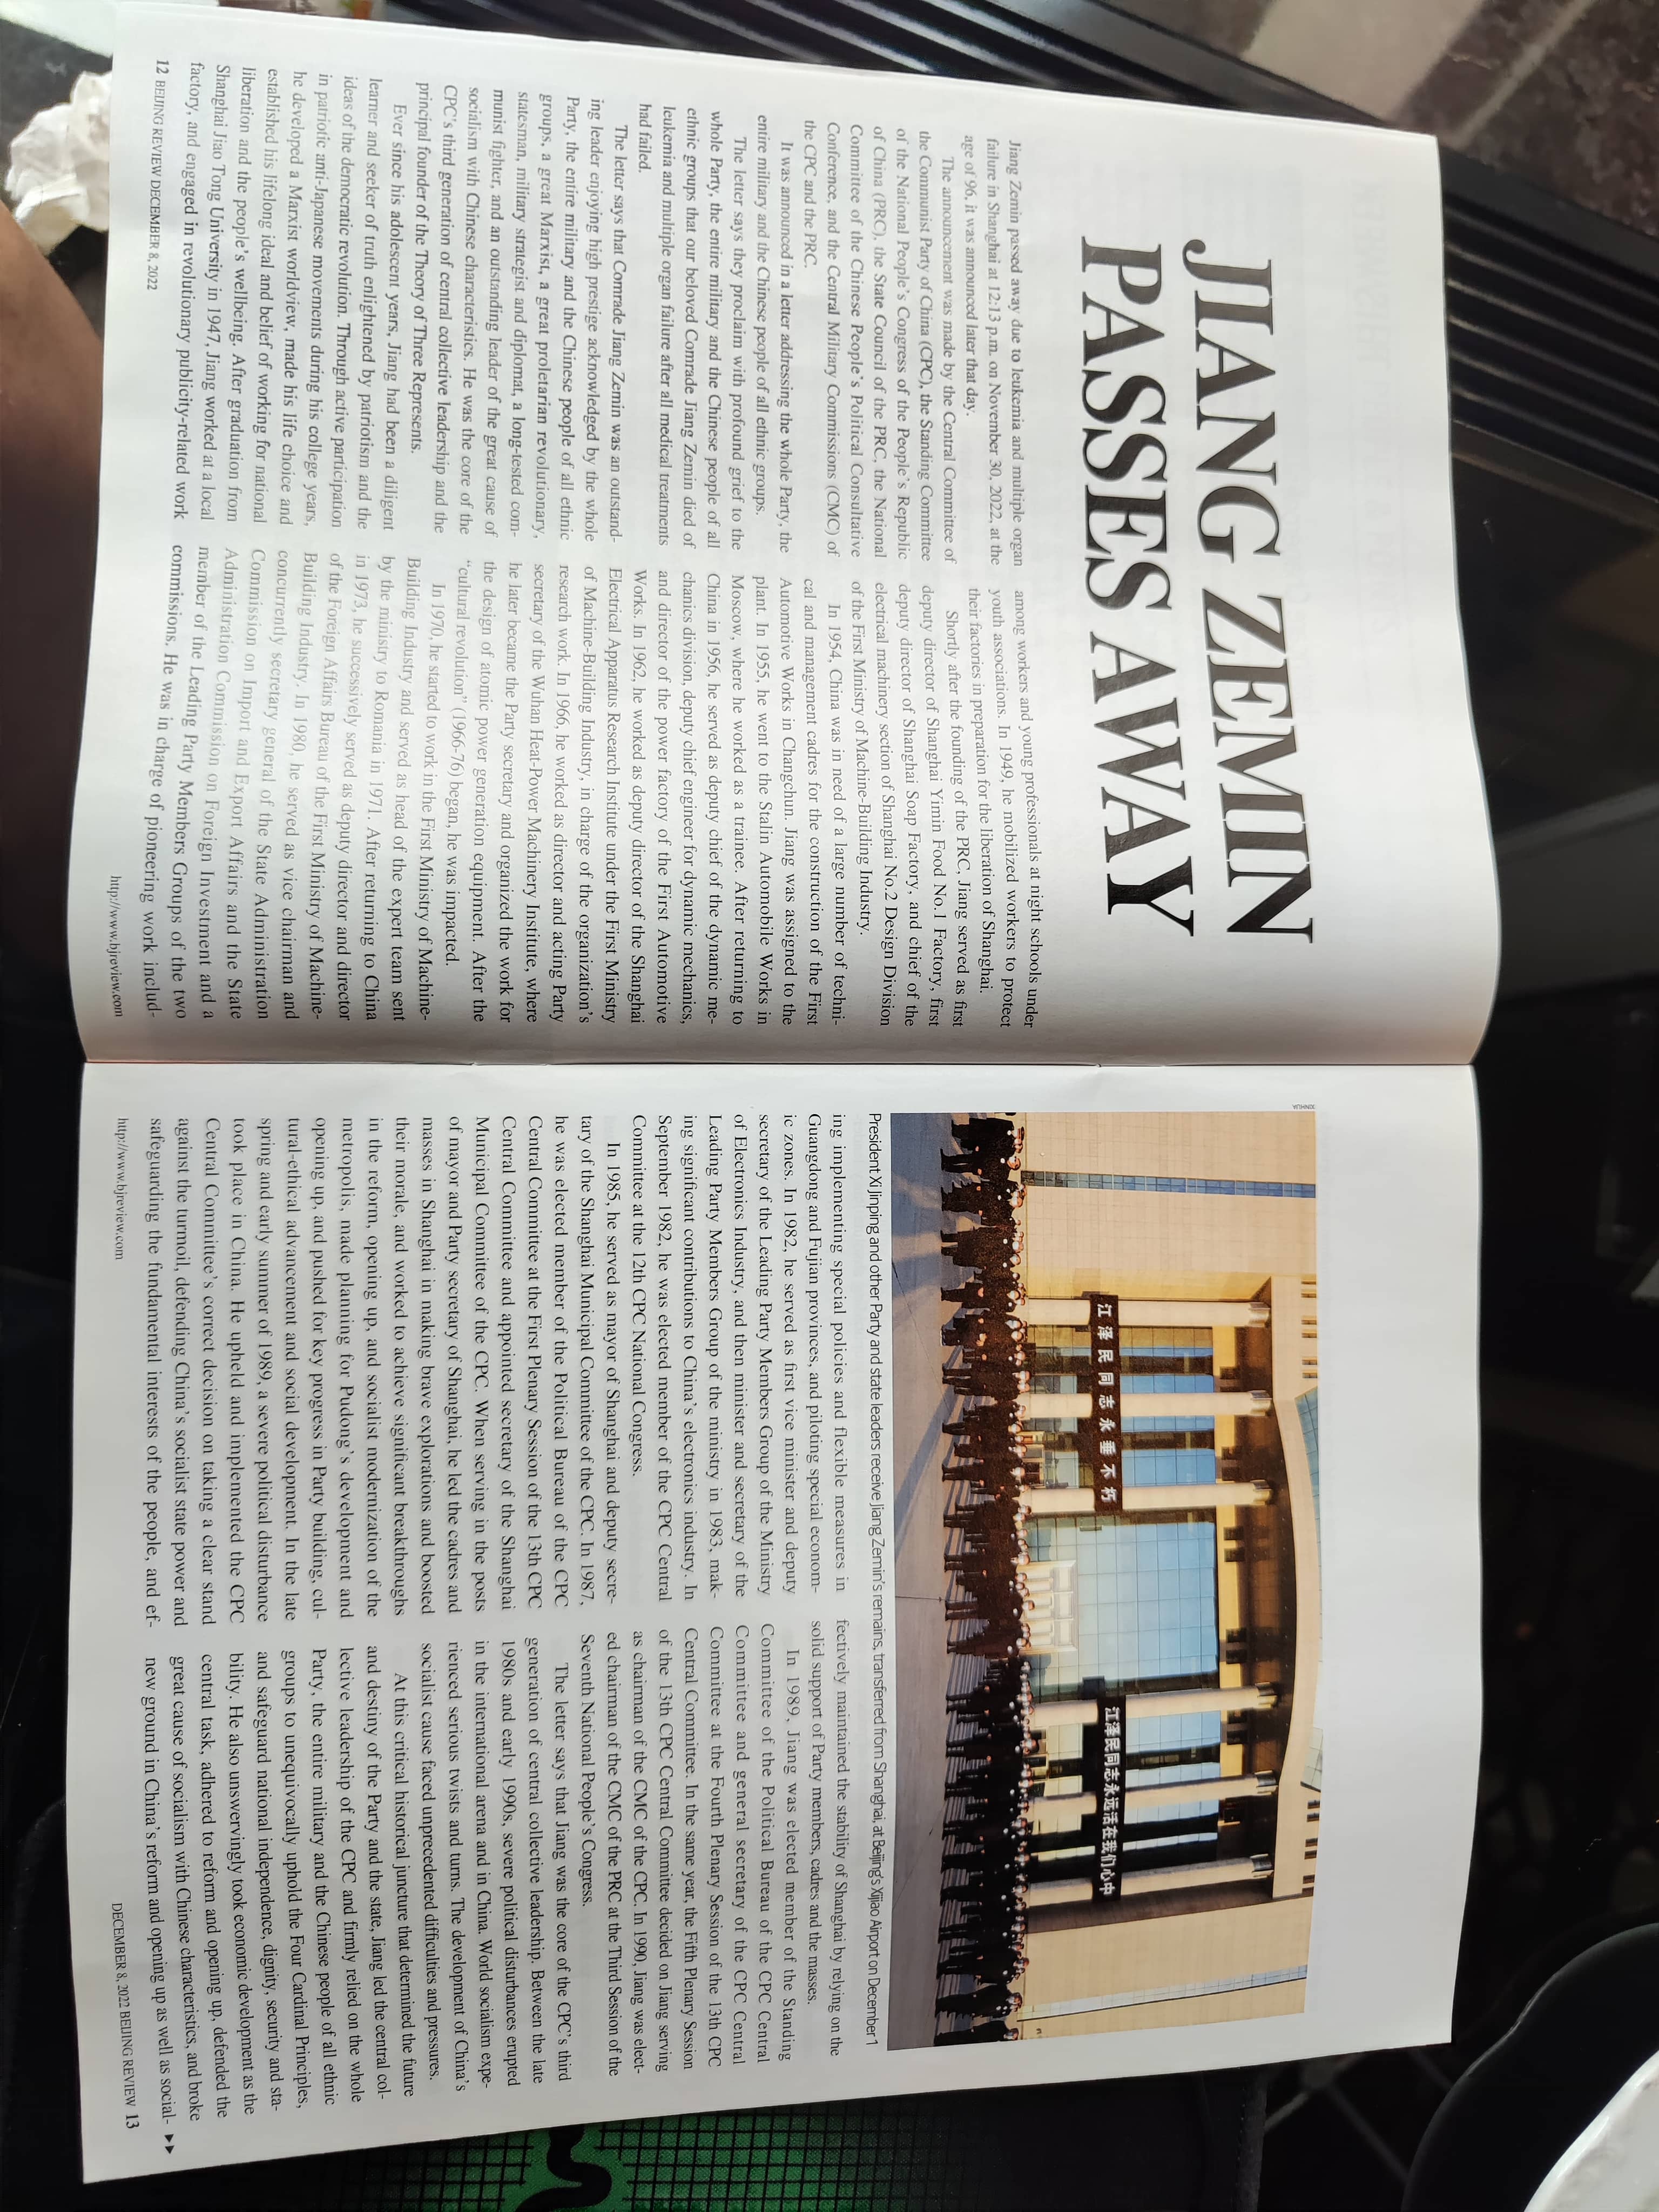 JIANG ZEMIN
PASSES AWAY
Jiang Zemin passed away due to leukemia and multiple organ
failure in Shanghai at 12:13 p.m. on November 30, 2022, at the
age of 96, it was announced later that day.
The announcement was made by the Central Committee of
the Communist Party of China (CPC), the Standing Committee
of the National People's Congress of the People's Republic
of China (PRC), the State Council of the PRC, the National
Committee of the Chinese People's Political Consultative
Conference, and the Central Military Commissions (CMC) of
the CPC and the PRC.
It was announced in a letter addressing the whole Party, the
entire military and the Chinese people of all ethnic groups.
The letter says they proclaim with profound grief to the
whole Party, the entire military and the Chinese people of all
ethnic groups that our beloved Comrade Jiang Zemin died of
leukemia and multiple organ failure after all medical treatments
had failed.
The letter says that Comrade Jiang Zemin was an outstand-
ing leader enjoying high prestige acknowledged by the whole
Party, the entire military and the Chinese people of all ethnic
groups, a great Marxist, a great proletarian revolutionary,
statesman, military strategist and diplomat, a long-tested com-
munist fighter, and an outstanding leader of the great cause of
socialism with Chinese characteristics. He was the core of the
CPC's third generation of central collective leadership and the
principal founder of the Theory of Three Represents.
Ever since his adolescent years, Jiang had been a diligent
learner and seeker of truth enlightened by patriotism and the
ideas of the democratic revolution. Through active participation
in patriotic anti-Japanese movements during his college years,
he developed a Marxist worldview, made his life choice and
established his lifelong ideal and belief of working for national
liberation and the people's wellbeing. After graduation from
Shanghai Jiao Tong University in 1947, Jiang worked at a local
factory, and engaged in revolutionary publicity-related work
12 BEIJING REVIEW DECEMBER 8, 2022
among workers and young professionals at night schools under
youth associations. In 1949, he mobilized workers to protect
their factories in preparation for the liberation of Shanghai.
Shortly after the founding of the PRC, Jiang served as first
deputy director of Shanghai Yimin Food No.1 Factory, first
deputy director of Shanghai Soap Factory, and chief of the
electrical machinery section of Shanghai No.2 Design Division
of the First Ministry of Machine-Building Industry.
In 1954, China was in need of a large number of techni-
cal and management cadres for the construction of the First
Automotive Works in Changchun. Jiang was assigned to the
plant. In 1955, he went to the Stalin Automobile Works in
Moscow, where he worked as a trainee. After returning to
China in 1956, he served as deputy chief of the dynamic me-
chanics division, deputy chief engineer for dynamic mechanics,
and director of the power factory of the First Automotive
Works. In 1962, he worked as deputy director of the Shanghai
Electrical Apparatus Research Institute under the First Ministry
of Machine-Building Industry, in charge of the organization's
research work. In 1966, he worked as director and acting Party
secretary of the Wuhan Heat-Power Machinery Institute, where
he later became the Party secretary and organized the work for
the design of atomic power generation equipment. After the
"cultural revolution" (1966-76) began, he was impacted.
In 1970, he started to work in the First Ministry of Machine-
Building Industry and served as head of the expert team sent
by the ministry to Romania in 1971. After returning to China
in 1973, he successively served as deputy director and director
of the Foreign Affairs Bureau of the First Ministry of Machine-
Building Industry. In 1980, he served as vice chairman and
concurrently secretary general of the State Administration
Commission on Import and Export Affairs and the State
Administration Commission on Foreign Investment and a
member of the Leading Party Members Groups of the two
commissions. He was in charge of pioneering work includ-
http://www.bjreview.com
XINHUA
江泽民同志永垂不朽
江泽民同志永远活在我们心中
President Xi Jinping and other Party and state leaders receive Jiang Zemin's remains, transferred from Shanghai, at Beijing's Xijiao Airport on December 1
ing implementing special policies and flexible measures in
Guangdong and Fujian provinces, and piloting special econom-
ic zones. In 1982, he served as first vice minister and deputy
secretary of the Leading Party Members Group of the Ministry
of Electronics Industry, and then minister and secretary of the
Leading Party Members Group of the ministry in 1983, mak-
ing significant contributions to China's electronics industry. In
September 1982, he was elected member of the CPC Central
Committee at the 12th CPC National Congress.
In 1985, he served as mayor of Shanghai and deputy secre-
tary of the Shanghai Municipal Committee of the CPC. In 1987,
he was elected member of the Political Bureau of the CPC
Central Committee at the First Plenary Session of the 13th CPC
Central Committee and appointed secretary of the Shanghai
Municipal Committee of the CPC. When serving in the posts
of mayor and Party secretary of Shanghai, he led the cadres and
masses in Shanghai in making brave explorations and boosted
their morale, and worked to achieve significant breakthroughs
in the reform, opening up, and socialist modernization of the
metropolis, made planning for Pudong's development and
opening up, and pushed for key progress in Party building, cul-
tural-ethical advancement and social development. In the late
spring and early summer of 1989, a severe political disturbance
took place in China. He upheld and implemented the CPC
Central Committee's correct decision on taking a clear stand
against the turmoil, defending China's socialist state power and
safeguarding the fundamental interests of the people, and ef-
http://www.bjreview.com
fectively maintained the stability of Shanghai by relying on the
solid support of Party members, cadres and the masses.
In 1989, Jiang was elected member of the Standing
Committee of the Political Bureau of the CPC Central
Committee and general secretary of the CPC Central
Committee at the Fourth Plenary Session of the 13th CPC
Central Committee. In the same year, the Fifth Plenary Session
of the 13th CPC Central Committee decided on Jiang serving
as chairman of the CMC of the CPC. In 1990, Jiang was elect-
ed chairman of the CMC of the PRC at the Third Session of the
Seventh National People's Congress.
The letter says that Jiang was the core of the CPC's third
generation of central collective leadership. Between the late
1980s and early 1990s, severe political disturbances erupted
in the international arena and in China. World socialism expe-
rienced serious twists and turns. The development of China's
socialist cause faced unprecedented difficulties and pressures.
At this critical historical juncture that determined the future
and destiny of the Party and the state, Jiang led the central col-
lective leadership of the CPC and firmly relied on the whole
Party, the entire military and the Chinese people of all ethnic
groups to unequivocally uphold the Four Cardinal Principles,
and safeguard national independence, dignity, security and sta-
bility. He also unswervingly took economic development as the
central task, adhered to reform and opening up, defended the
great cause of socialism with Chinese characteristics, and broke
new ground in China's reform and opening up as well as social-
DECEMBER 8, 2022 BEIJING REVIEW 13